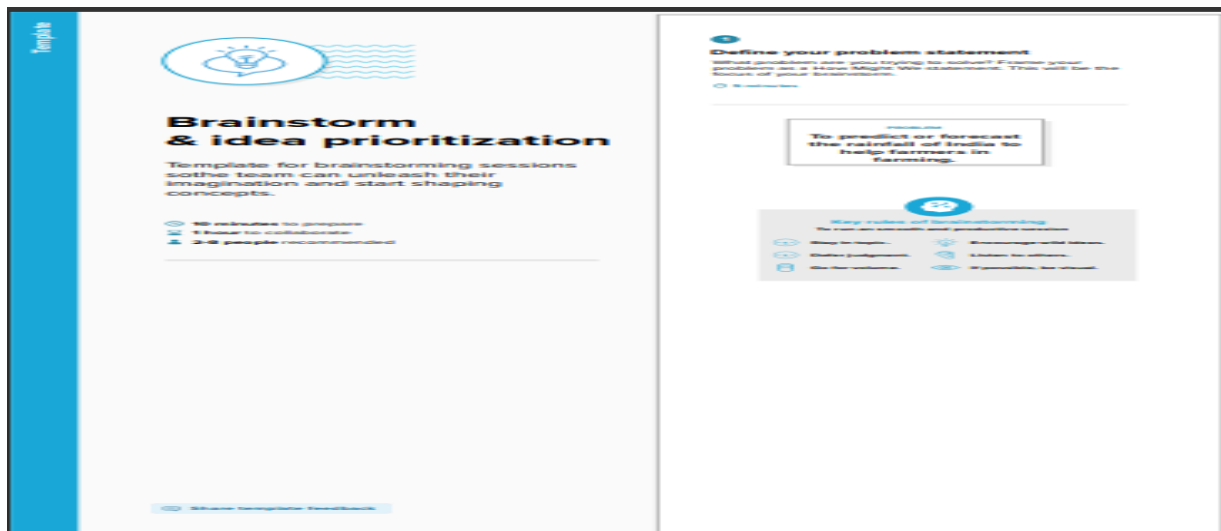 Template
Brainstorm
& idea prioritization
Template for brainstorming sessions
sothe team can unleash their
imagination and start shaping
concepts.
10 minutes to prepare
1 hour to collaborate
2-8 people recommended
Share template feedback
1
Define your problem statement
What problem are you trying to solve? Frame your
problem as a How Might We statement. This will be the
focus of your brainstorm.
5 minutes
PROBLEM
To predict or forecast
the rainfall of India to
help farmers in
farming.
Key rules of brainstorming
To run an smooth and productive session
Stay in topic.
Encourage wild ideas.
Defer judgment.
Listen to others.
Go for volume.
If possible, be visual.